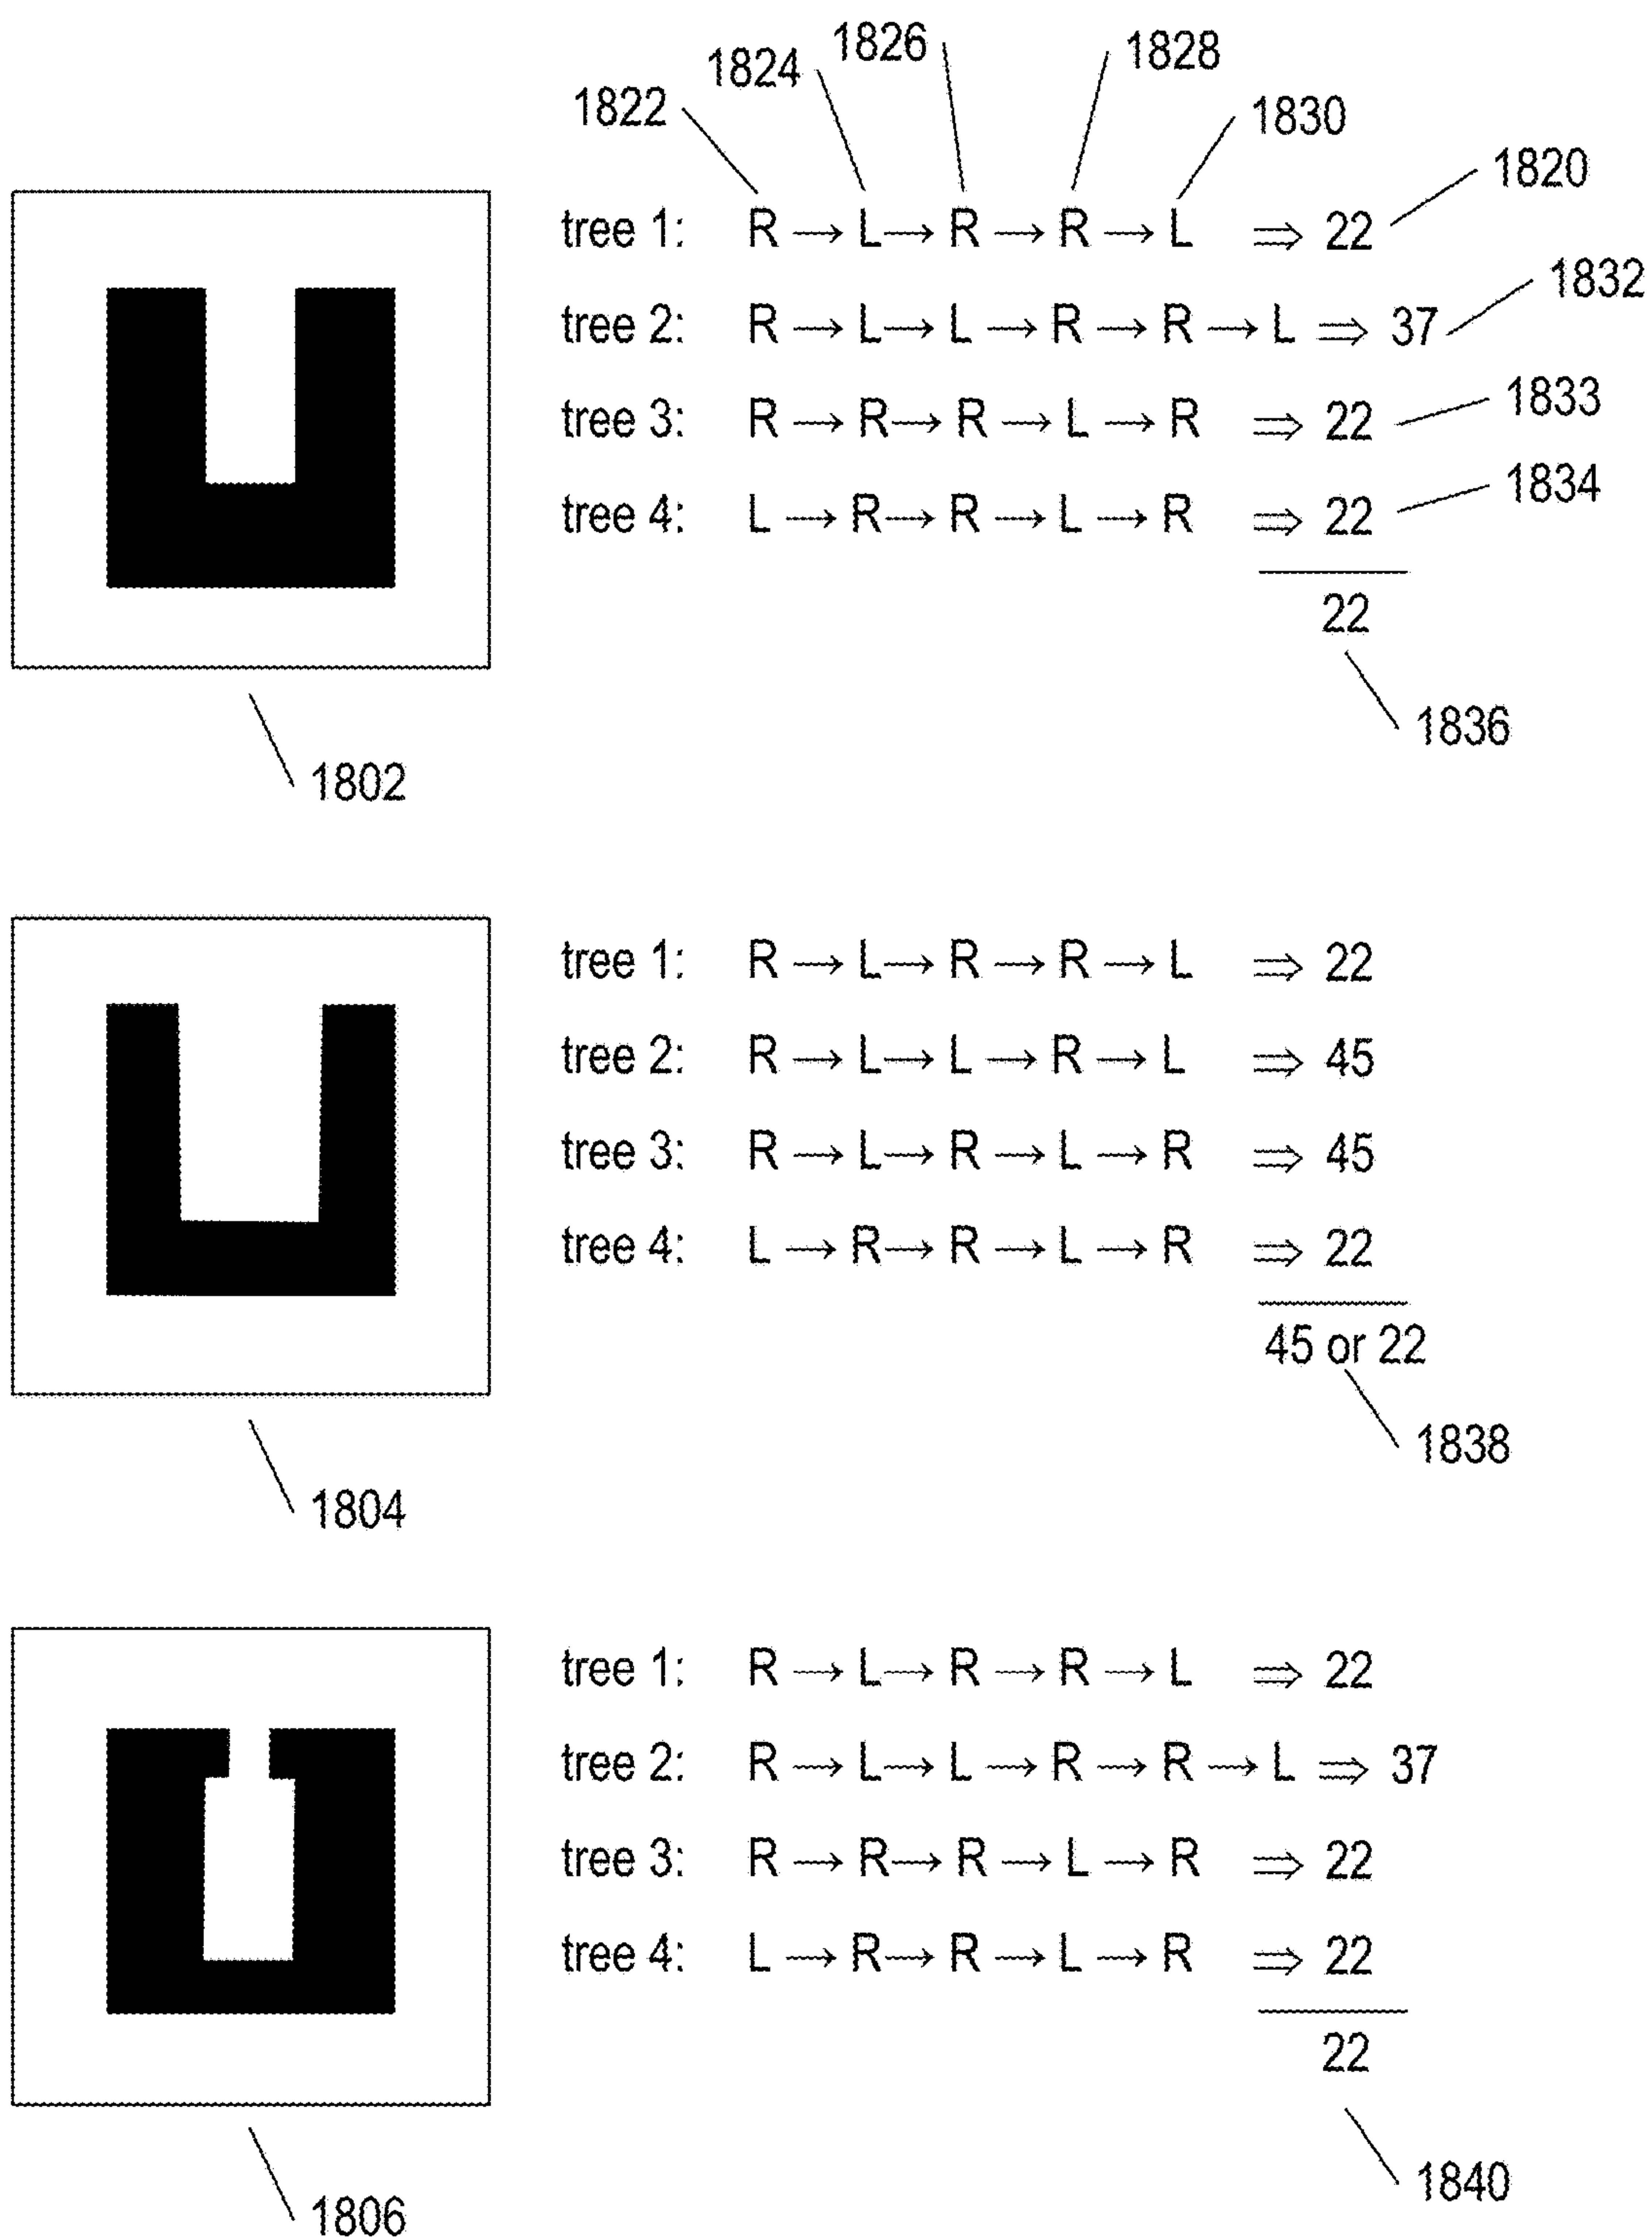 1826
1828
1824
1822
1830
1820
tree 1: R → L → R → R → L ⇒ 22
1832
tree 2: R → L → L → R → R → L ⇒ 37
1833
tree 3: R → R → R → L → R ⇒ 22
1834
tree 4: L → R → R → L → R ⇒ 22
22
1836
1802
tree 1: R → L → R → R → L ⇒ 22
tree 2: R → L → L → R → L ⇒ 45
tree 3: R → L → R → L → R ⇒ 45
tree 4: L → R → R → L → R ⇒ 22
45 or 22
1838
1804
tree 1: R → L → R → R → L ⇒ 22
tree 2: R → L → L → R → R → L ⇒ 37
tree 3: R → R → R → L → R ⇒ 22
tree 4: L → R → R → L → R ⇒ 22
22
1840
1806